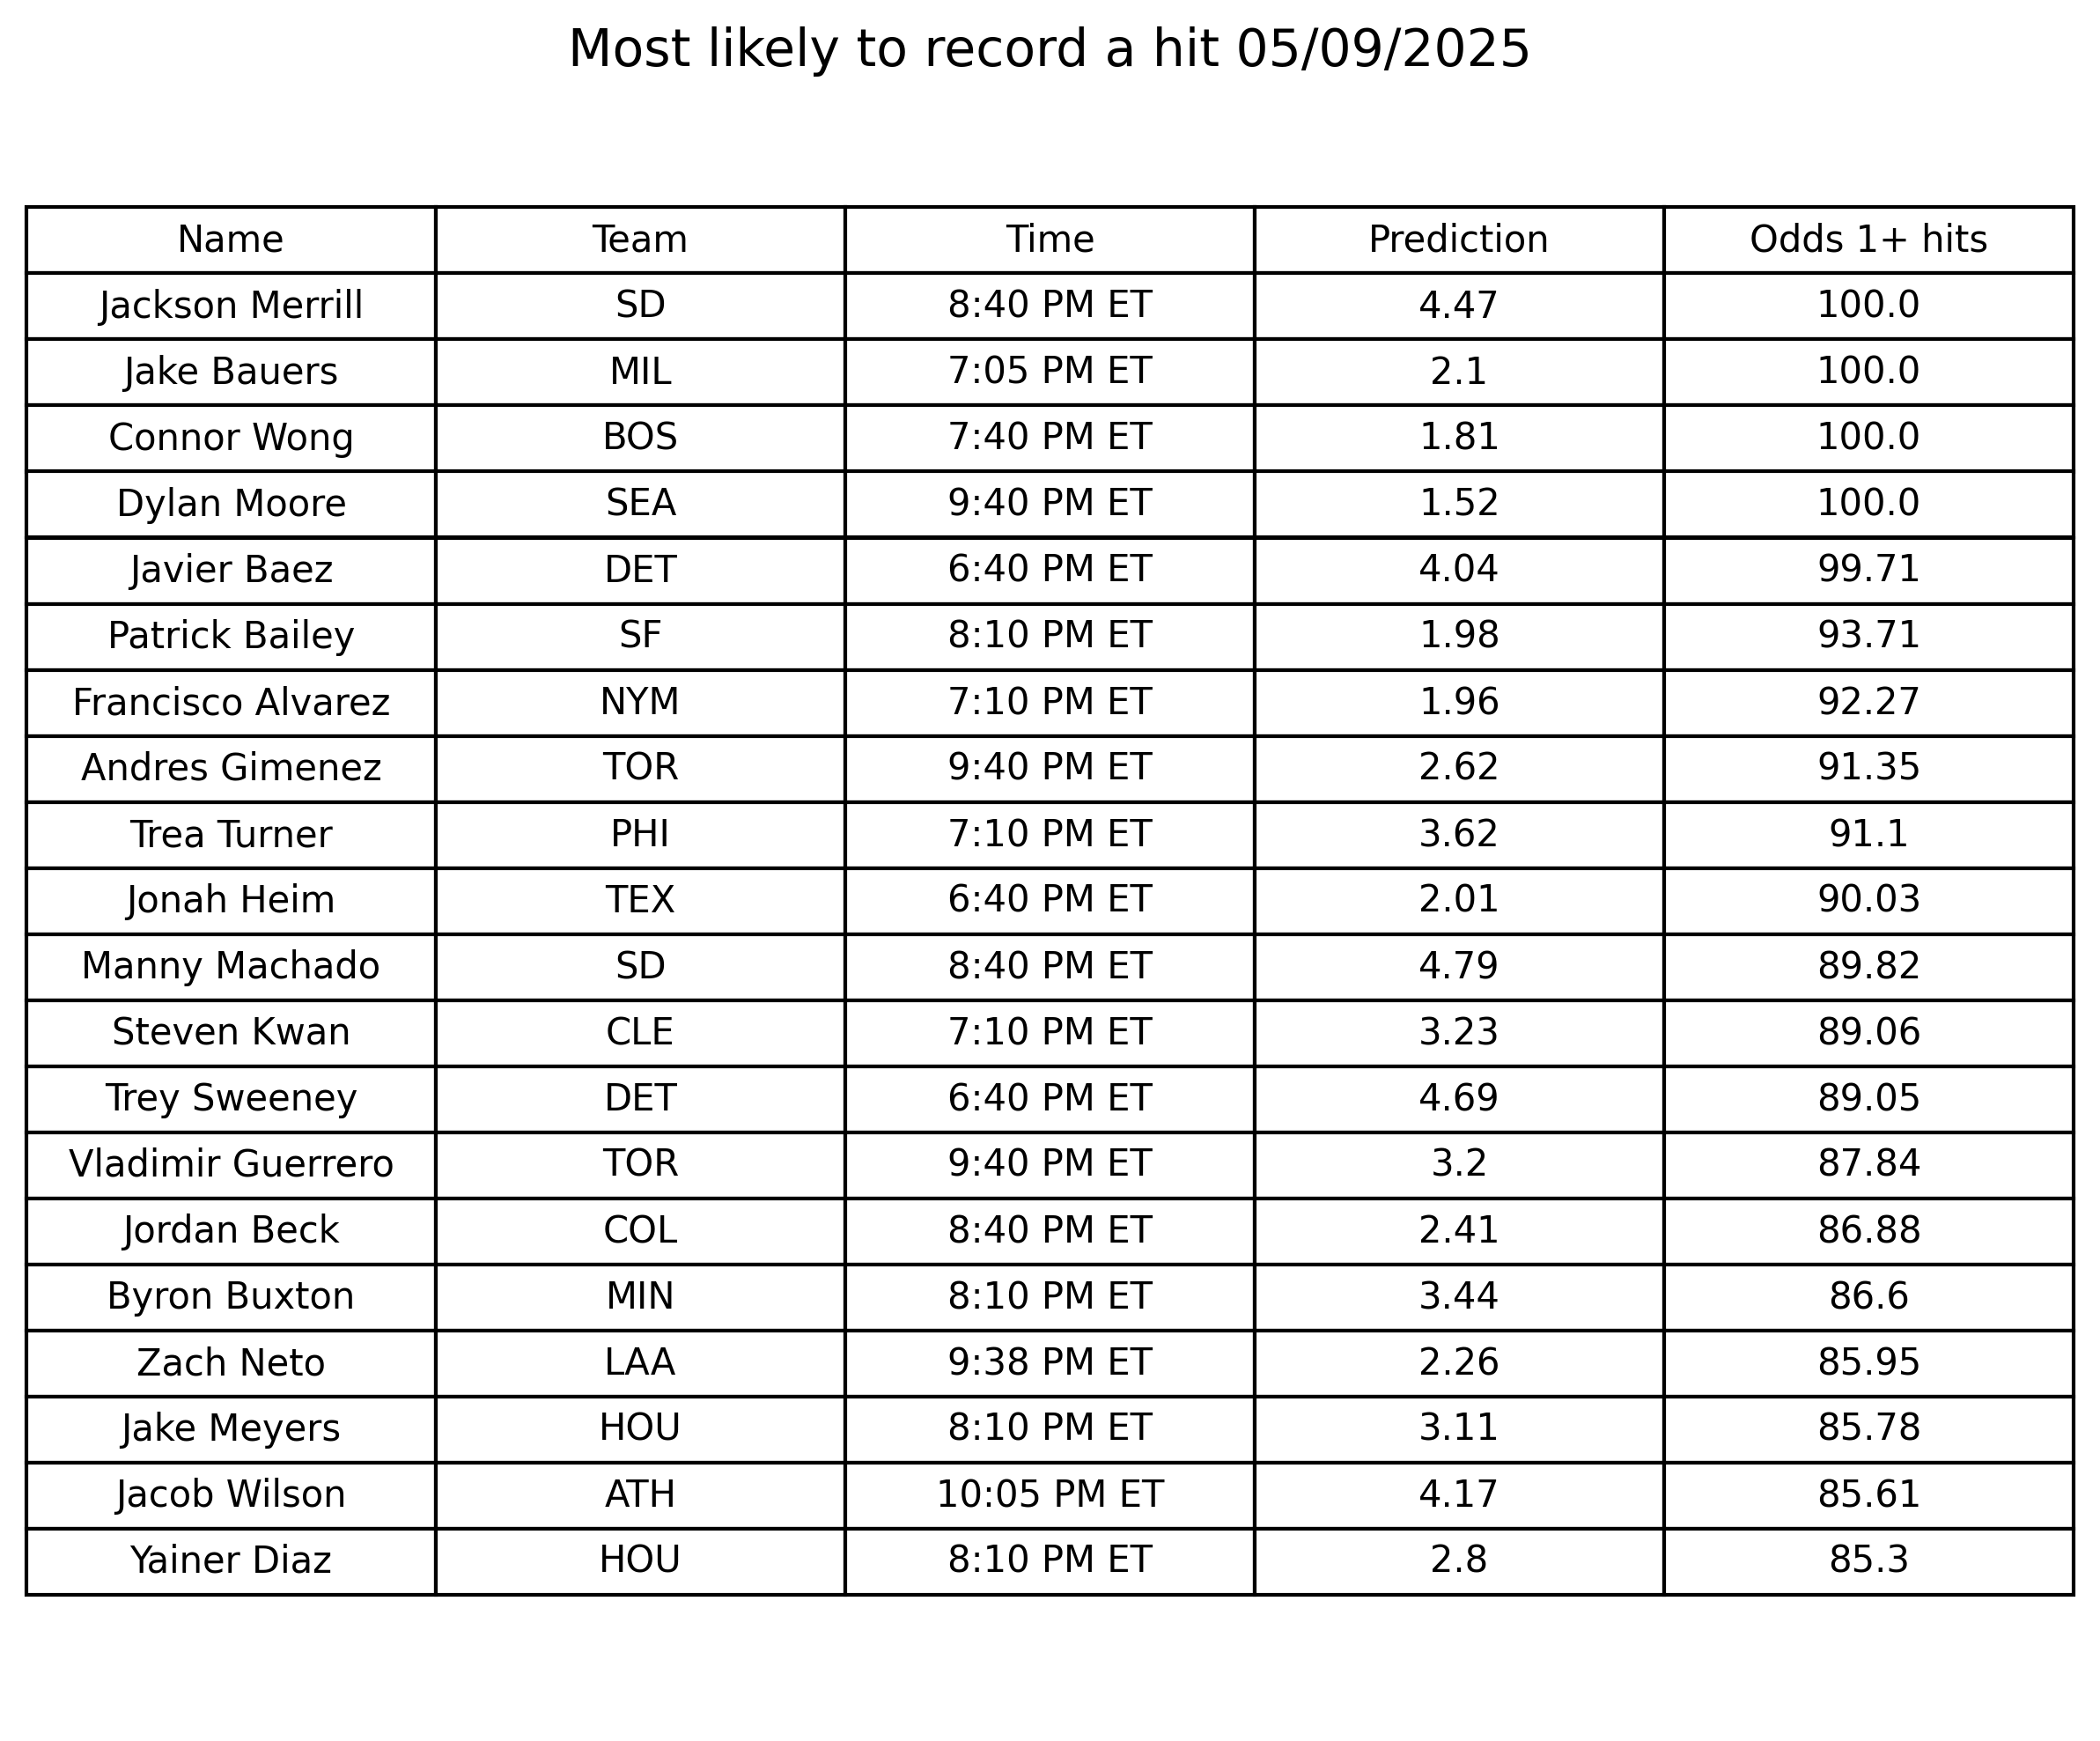 Most likely to record a hit 05/09/2025
Name Team Time Prediction Odds 1+ hits
Jackson Merrill SD 8:40 PM ET 4.47 100.0
Jake Bauers MIL 7:05 PM ET 2.1 100.0
Connor Wong BOS 7:40 PM ET 1.81 100.0
Dylan Moore SEA 9:40 PM ET 1.52 100.0
Javier Baez DET 6:40 PM ET 4.04 99.71
Patrick Bailey SF 8:10 PM ET 1.98 93.71
Francisco Alvarez NYM 7:10 PM ET 1.96 92.27
Andres Gimenez TOR 9:40 PM ET 2.62 91.35
Trea Turner PHI 7:10 PM ET 3.62 91.1
Jonah Heim TEX 6:40 PM ET 2.01 90.03
Manny Machado SD 8:40 PM ET 4.79 89.82
Steven Kwan CLE 7:10 PM ET 3.23 89.06
Trey Sweeney DET 6:40 PM ET 4.69 89.05
Vladimir Guerrero TOR 9:40 PM ET 3.2 87.84
Jordan Beck COL 8:40 PM ET 2.41 86.88
Byron Buxton MIN 8:10 PM ET 3.44 86.6
Zach Neto LAA 9:38 PM ET 2.26 85.95
Jake Meyers HOU 8:10 PM ET 3.11 85.78
Jacob Wilson ATH 10:05 PM ET 4.17 85.61
Yainer Diaz HOU 8:10 PM ET 2.8 85.3